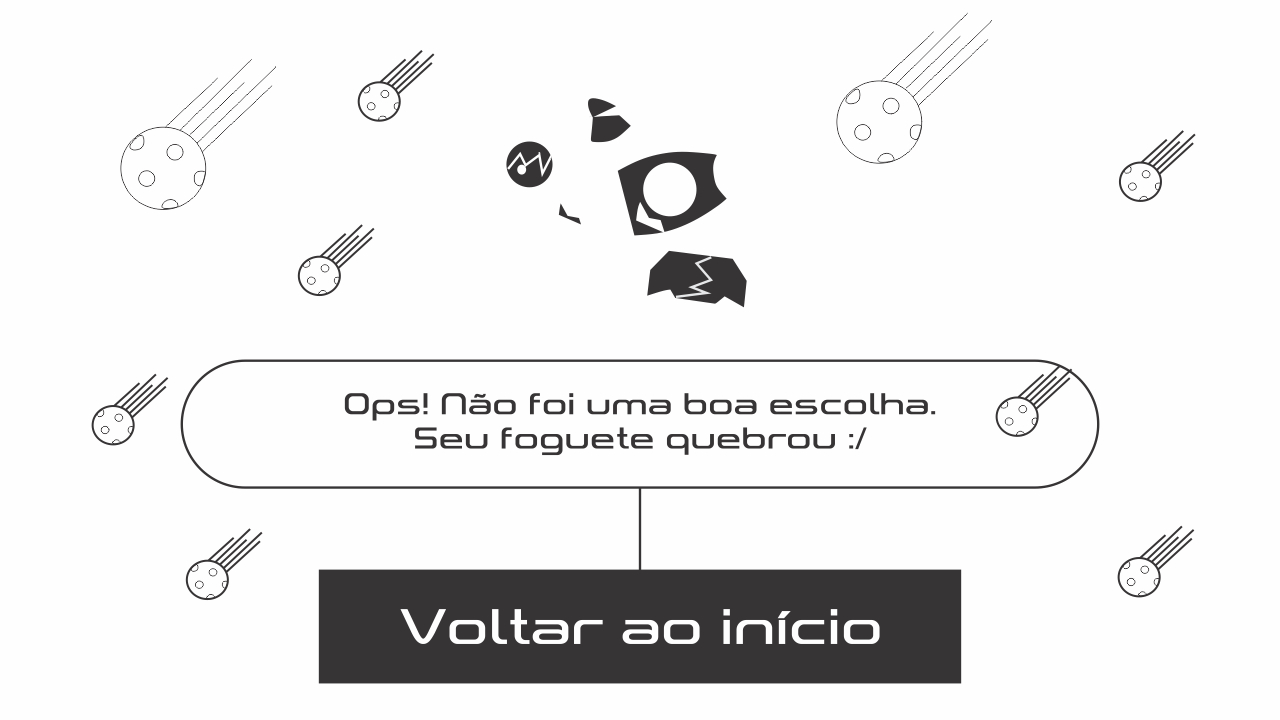 Ops! Não foi uma boa escolha.
Seu foguete quebrou :/
Voltar ao início